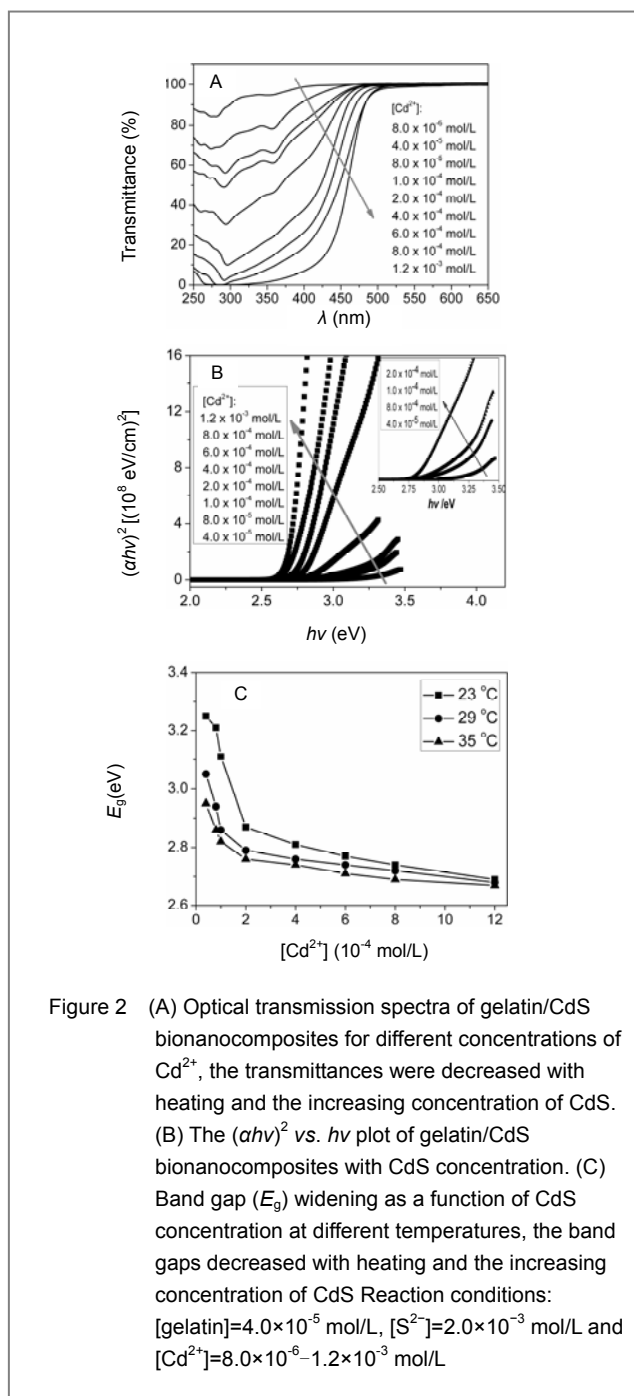 A
Transmittance (%)
100
80
60
40
20
0
[Cd2+]:
8.0 x 10-6 mol/L
4.0 x 10-5 mol/L
8.0 x 10-5 mol/L
1.0 x 10-4 mol/L
2.0 x 10-4 mol/L
4.0 x 10-4 mol/L
6.0 x 10-4 mol/L
8.0 x 10-4 mol/L
1.2 x 10-3 mol/L
250 300 350 400 450 500 550 600 650
λ (nm)
B
(αhv)2 [(108 eV/cm)2]
16
12
8
4
0
[Cd2+]:
1.2 x 10-3 mol/L
8.0 x 10-4 mol/L
6.0 x 10-4 mol/L
4.0 x 10-4 mol/L
2.0 x 10-4 mol/L
1.0 x 10-4 mol/L
8.0 x 10-5 mol/L
4.0 x 10-5 mol/L
2.0 x 10-4 mol/L
1.0 x 10-4 mol/L
8.0 x 10-4 mol/L
4.0 x 10-5 mol/L
2.50 2.75 3.00 3.25 3.50
hv /eV
2.0 2.5 3.0 3.5 4.0
hv (eV)
C
Eg(eV)
3.4
3.2
3.0
2.8
2.6
23 oC
29 oC
35 oC
0 2 4 6 8 10 12
[Cd2+] (10-4 mol/L)
Figure 2 (A) Optical transmission spectra of gelatin/CdS
bionanocomposites for different concentrations of
Cd2+, the transmittances were decreased with
heating and the increasing concentration of CdS.
(B) The (αhv)2 vs. hv plot of gelatin/CdS
bionanocomposites with CdS concentration. (C)
Band gap (Eg) widening as a function of CdS
concentration at different temperatures, the band
gaps decreased with heating and the increasing
concentration of CdS Reaction conditions:
[gelatin]=4.0×10-5 mol/L, [S2−]=2.0×10−3 mol/L and
[Cd2+]=8.0×10-6−1.2×10-3 mol/L